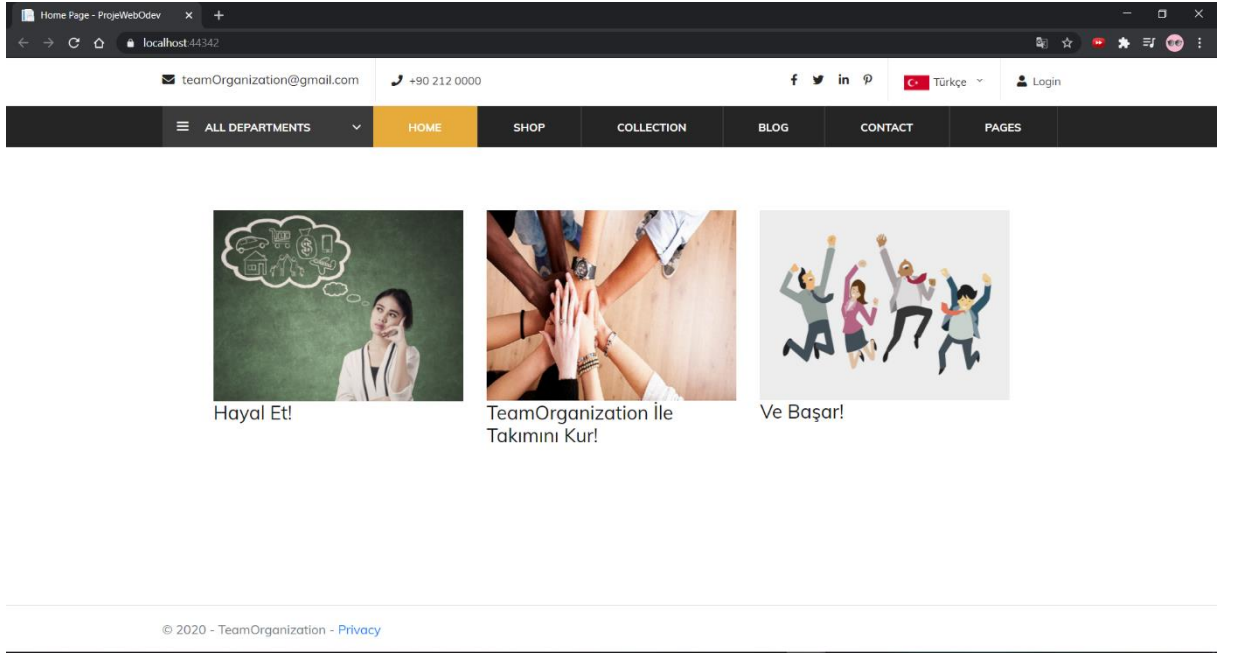 Home Page - ProjeWebOdev
localhost:44342
teamOrganization@gmail.com
+90 212 0000
Türkçe
Login
ALL DEPARTMENTS
HOME
SHOP
COLLECTION
BLOG
CONTACT
PAGES
Hayal Et!
TeamOrganization İle
Takımını Kur!
Ve Başar!
© 2020 - TeamOrganization - Privacy